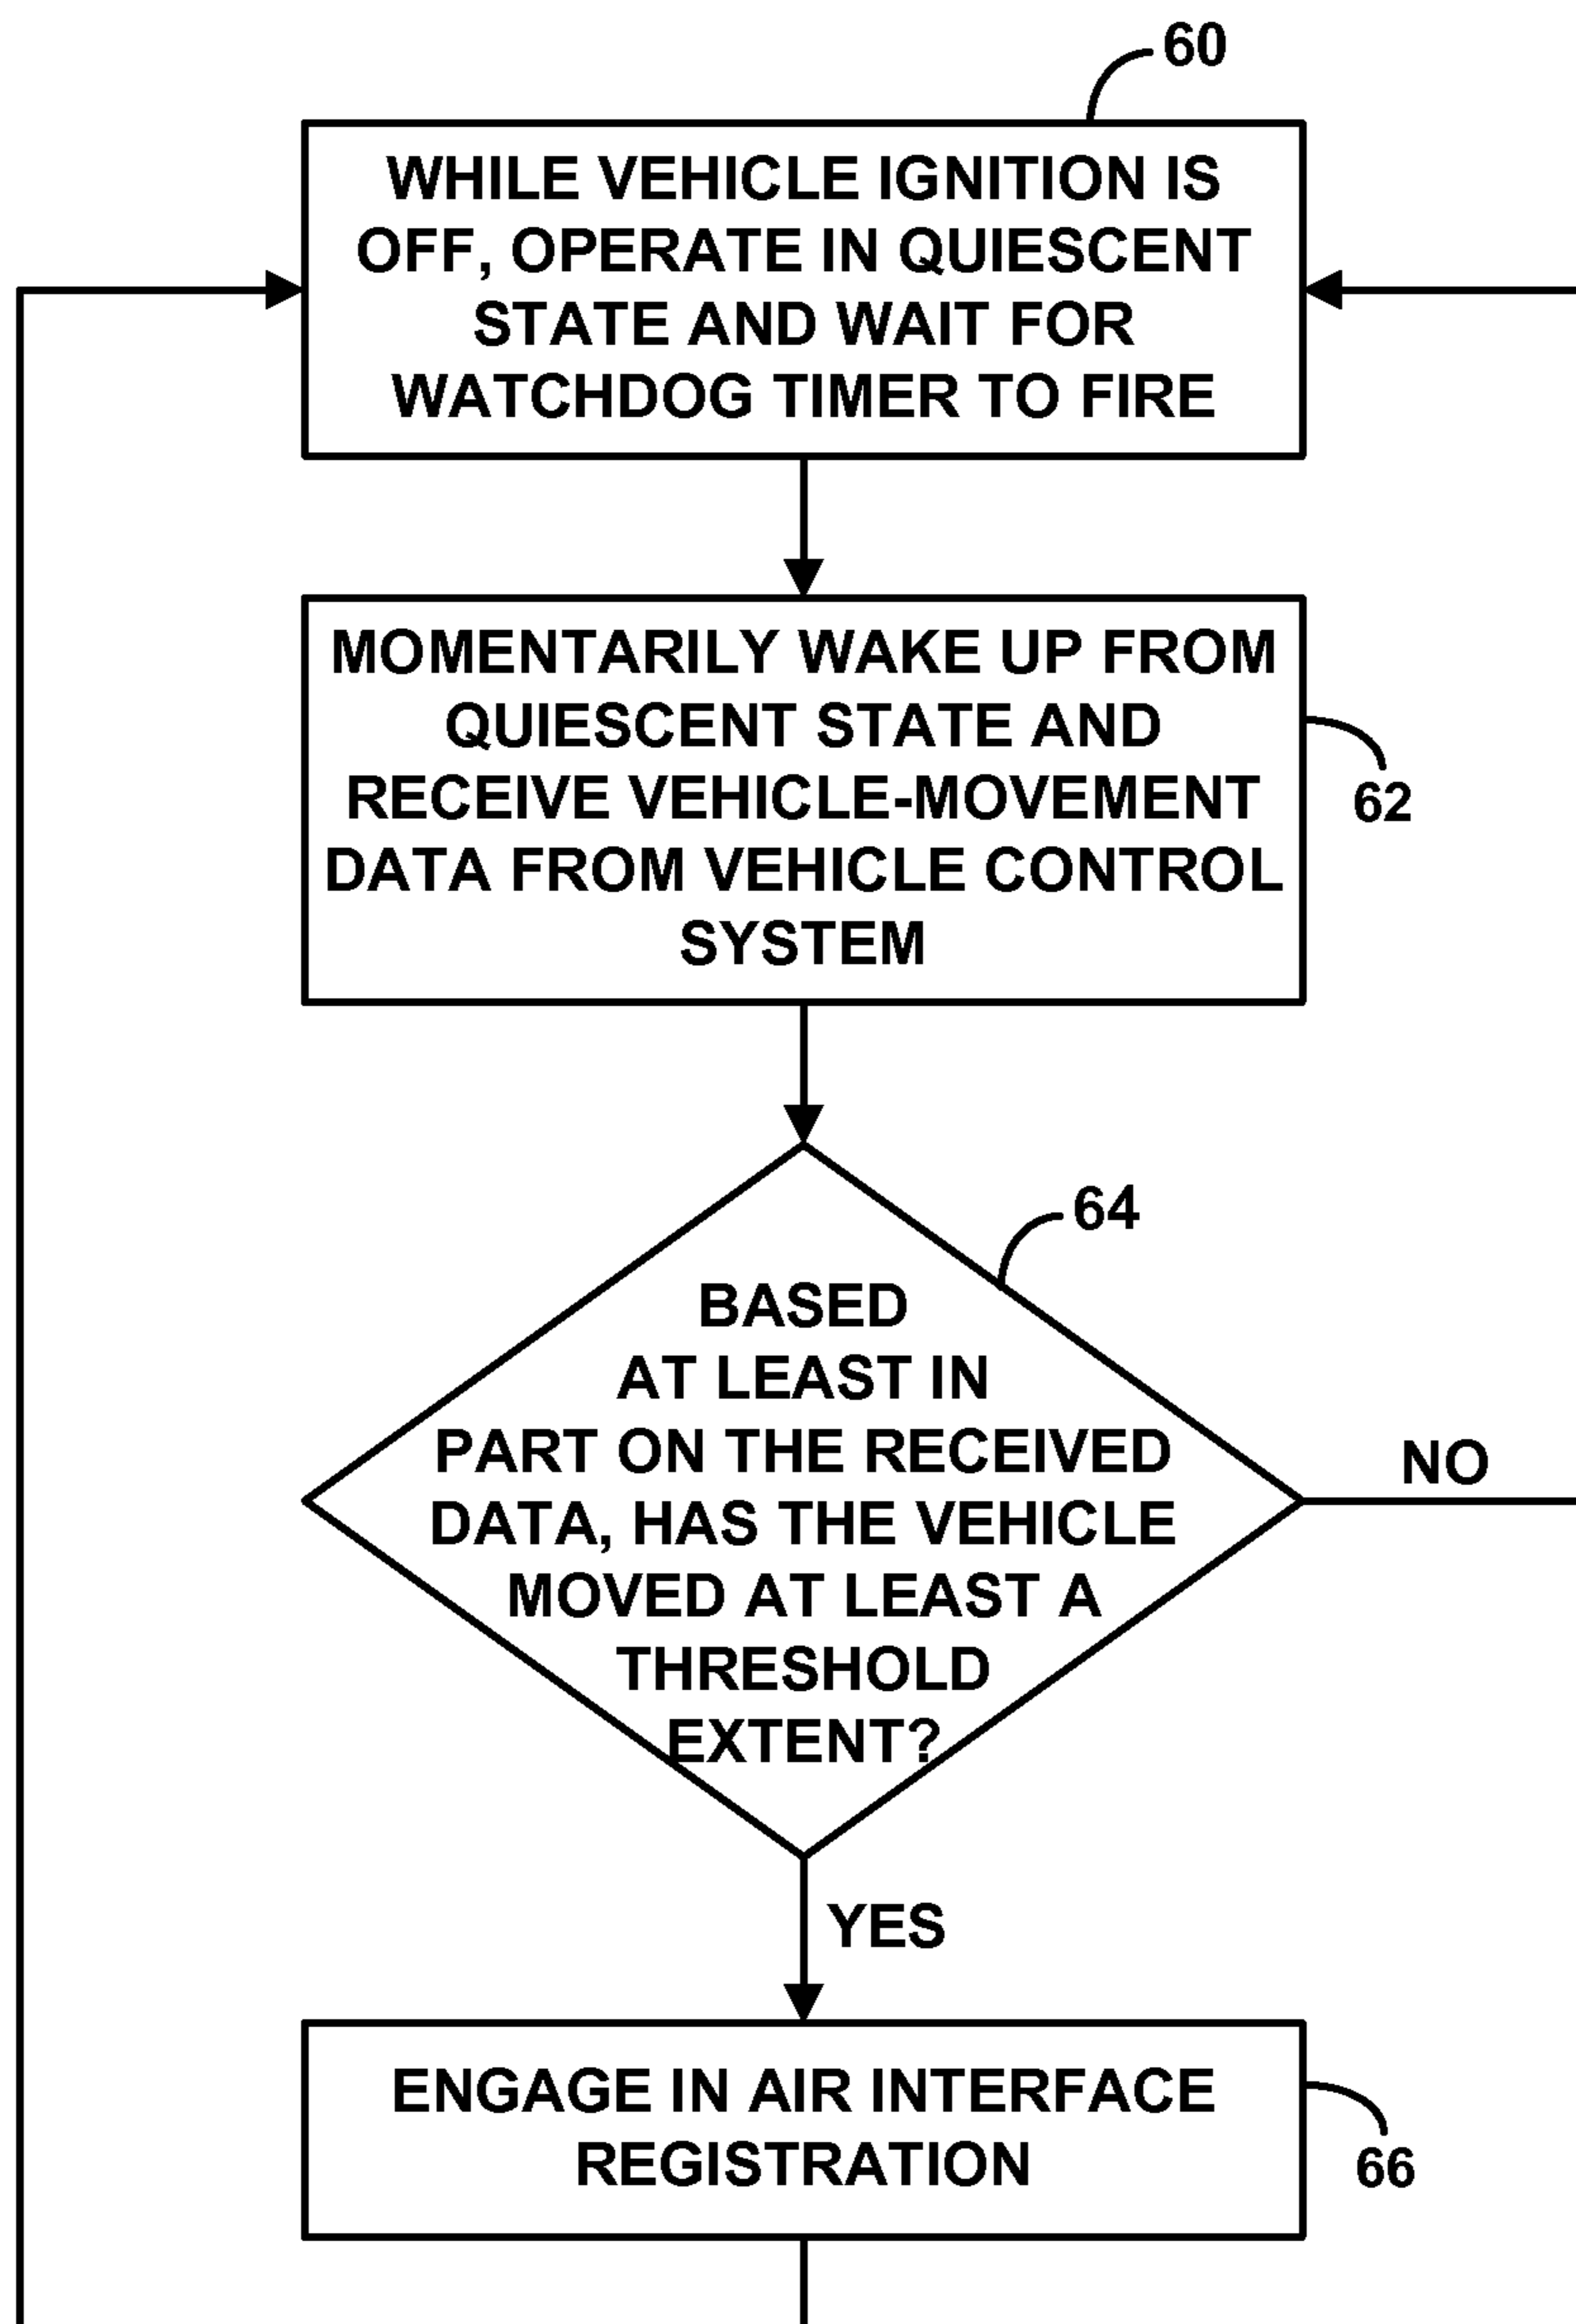 60
WHILE VEHICLE IGNITION IS
OFF, OPERATE IN QUIESCENT
STATE AND WAIT FOR
WATCHDOG TIMER TO FIRE
MOMENTARILY WAKE UP FROM
QUIESCENT STATE AND
RECEIVE VEHICLE-MOVEMENT
DATA FROM VEHICLE CONTROL
SYSTEM
62
64
BASED
AT LEAST IN
PART ON THE RECEIVED
DATA, HAS THE VEHICLE
MOVED AT LEAST A
THRESHOLD
EXTENT?
NO
YES
ENGAGE IN AIR INTERFACE
REGISTRATION
66